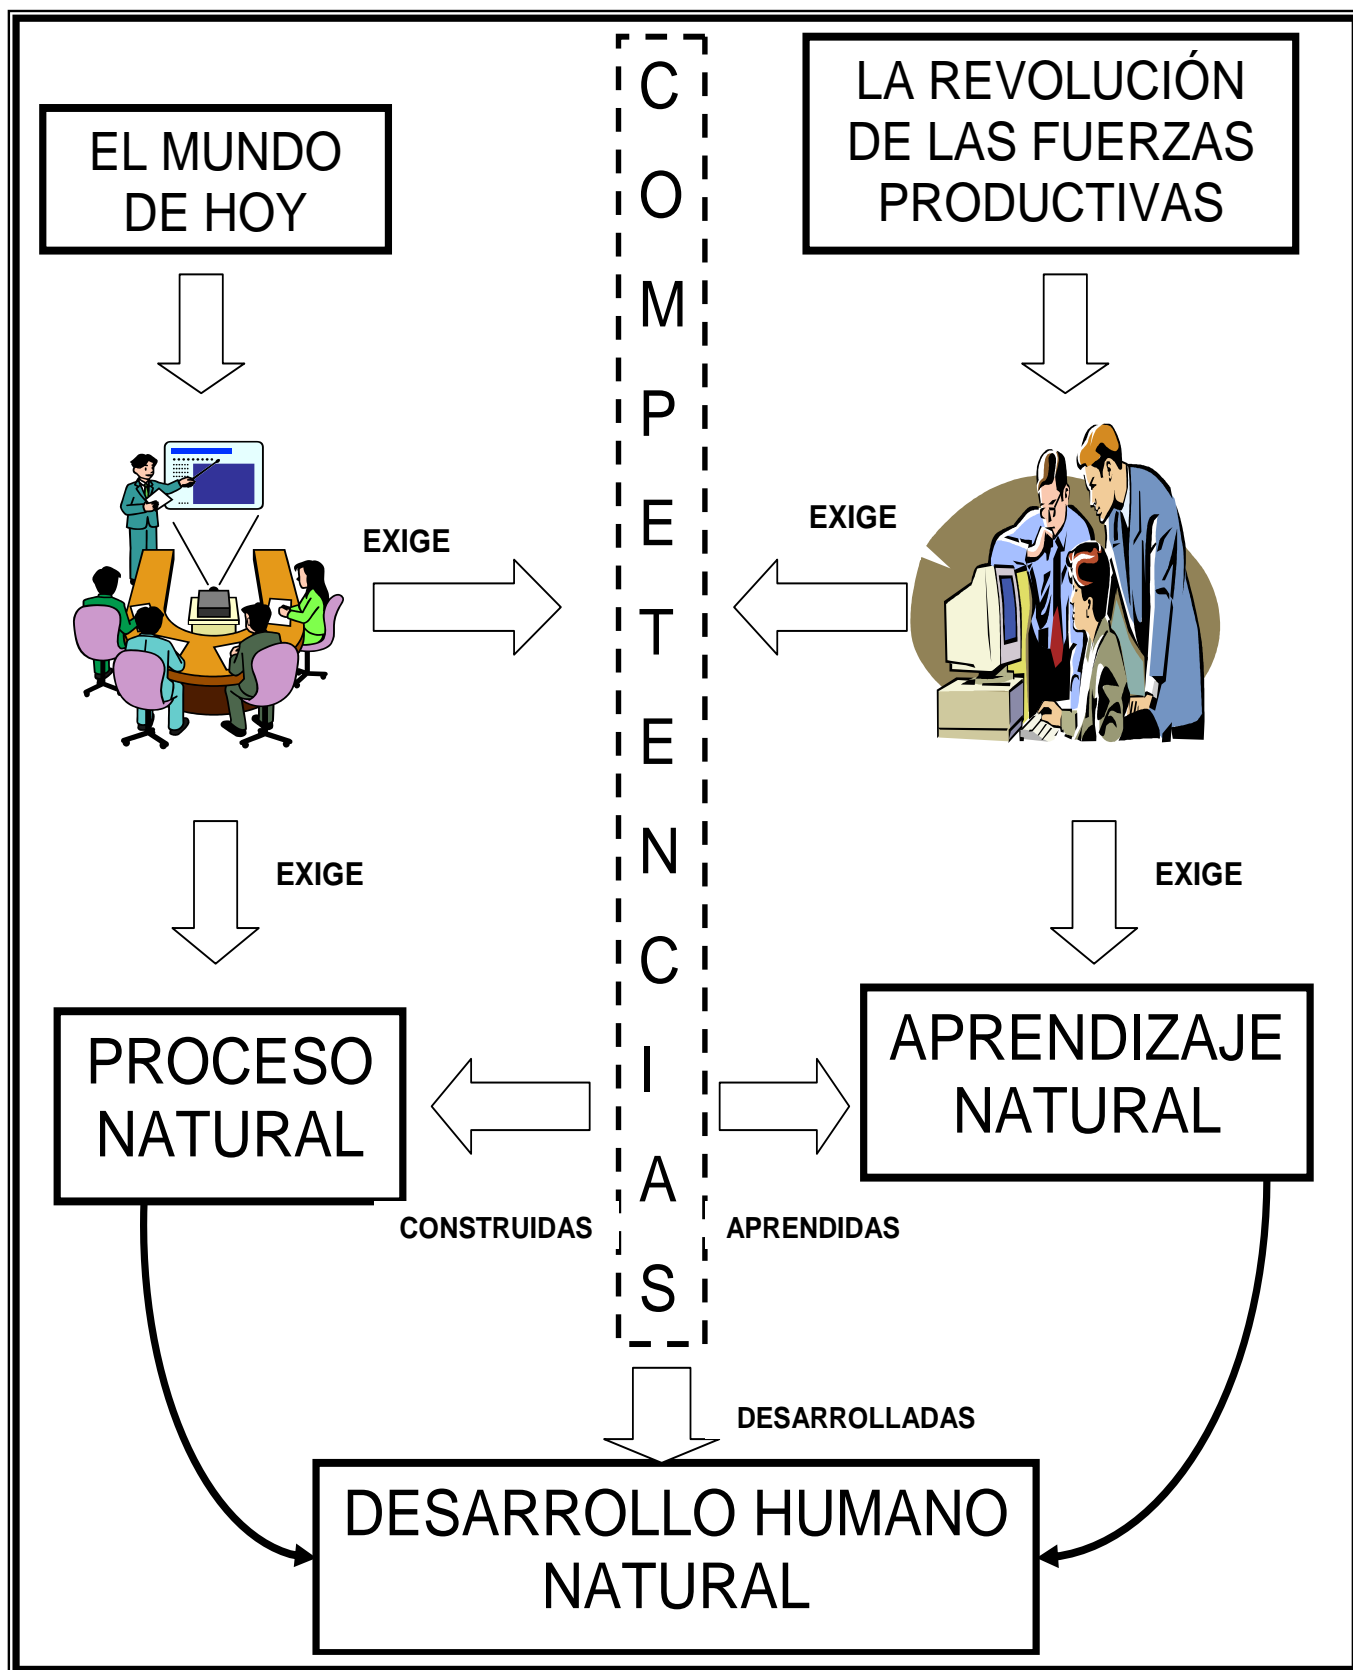 EL MUNDO
DE HOY
LA REVOLUCIÓN
DE LAS FUERZAS
PRODUCTIVAS
C
O
M
P
E
T
E
N
C
I
A
S
EXIGE
EXIGE
EXIGE
EXIGE
PROCESO
NATURAL
APRENDIZAJE
NATURAL
CONSTRUIDAS
APRENDIDAS
DESARROLLADAS
DESARROLLO HUMANO
NATURAL